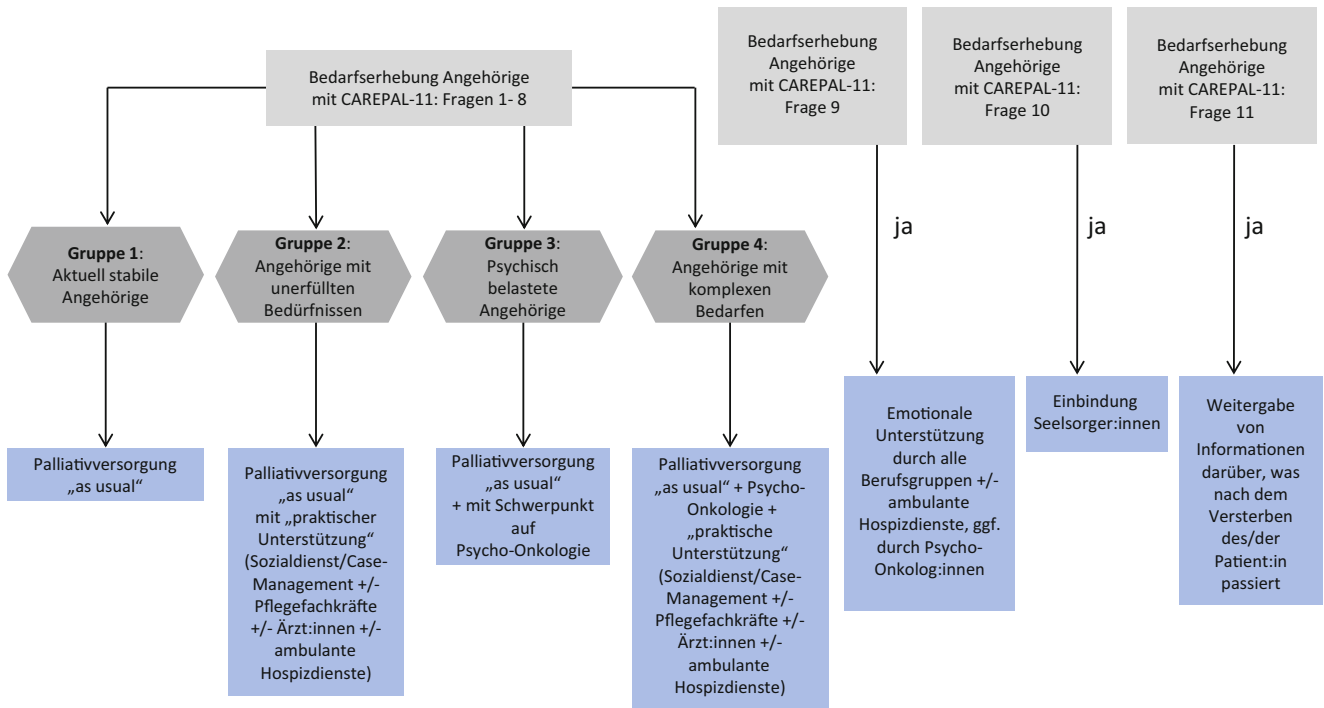 Bedarfserhebung Angehörige
mit CAREPAL-11: Fragen 1- 8
Bedarfserhebung
Angehörige
mit CAREPAL-11:
Frage 9
Bedarfserhebung
Angehörige
mit CAREPAL-11:
Frage 10
Bedarfserhebung
Angehörige
mit CAREPAL-11:
Frage 11
Gruppe 1:
Aktuell stabile
Angehörige
Gruppe 2:
Angehörige mit
unerfüllten
Bedürfnissen
Gruppe 3:
Psychisch
belastete
Angehörige
Gruppe 4:
Angehörige mit
komplexen
Bedarfen
ja
ja
ja
Palliativversorgung
„as usual“
Palliativversorgung
„as usual“
mit „praktischer
Unterstützung“
(Sozialdienst/Case-
Management +/-
Pflegefachkräfte
+/- Ärzt:innen +/-
ambulante
Hospizdienste)
Palliativversorgung
„as usual“
+ mit Schwerpunkt
auf
Psycho-Onkologie
Palliativversorgung
„as usual“ + Psycho-
Onkologie +
„praktische
Unterstützung“
(Sozialdienst/Case-
Management +/-
Pflegefachkräfte +/-
Ärzt:innen +/-
ambulante
Hospizdienste)
Emotionale
Unterstützung
durch alle
Berufsgruppen +/-
ambulante
Hospizdienste, ggf.
durch Psycho-
Onkolog:innen
Einbindung
Seelsorger:innen
Weitergabe
von
Informationen
darüber, was
nach dem
Versterben
des/der
Patient:in
passiert